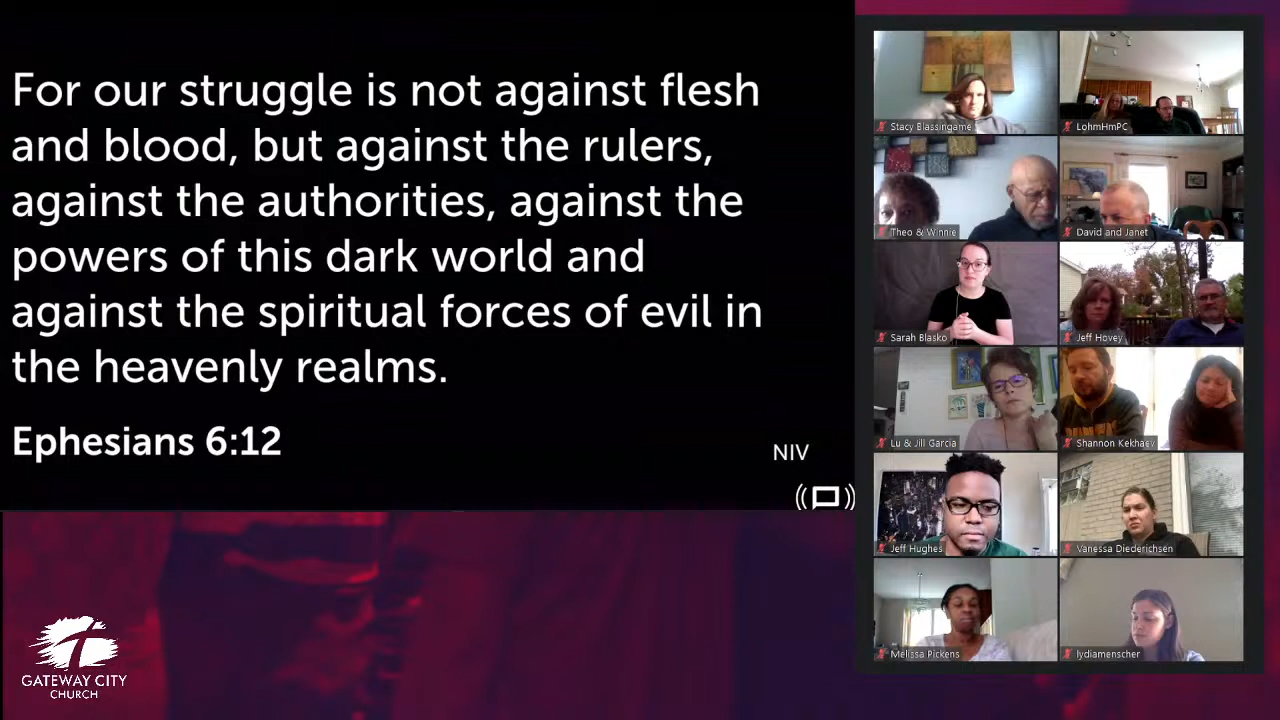 For our struggle is not against flesh
and blood, but against the rulers,
against the authorities, against the
powers of this dark world and
against the spiritual forces of evil in
the heavenly realms.
Ephesians 6:12
NIV
GATEWAY CITY
CHURCH
Stacy Blassingame
LohmHmPC
Theo & Winnie
David and Janet
Sarah Blasko
Jeff Hovey
Lu & Jill Garcia
Shannon Kekhaev
Jeff Hughes
Vanessa Diederichsen
Melissa Pickens
lydiamenscher